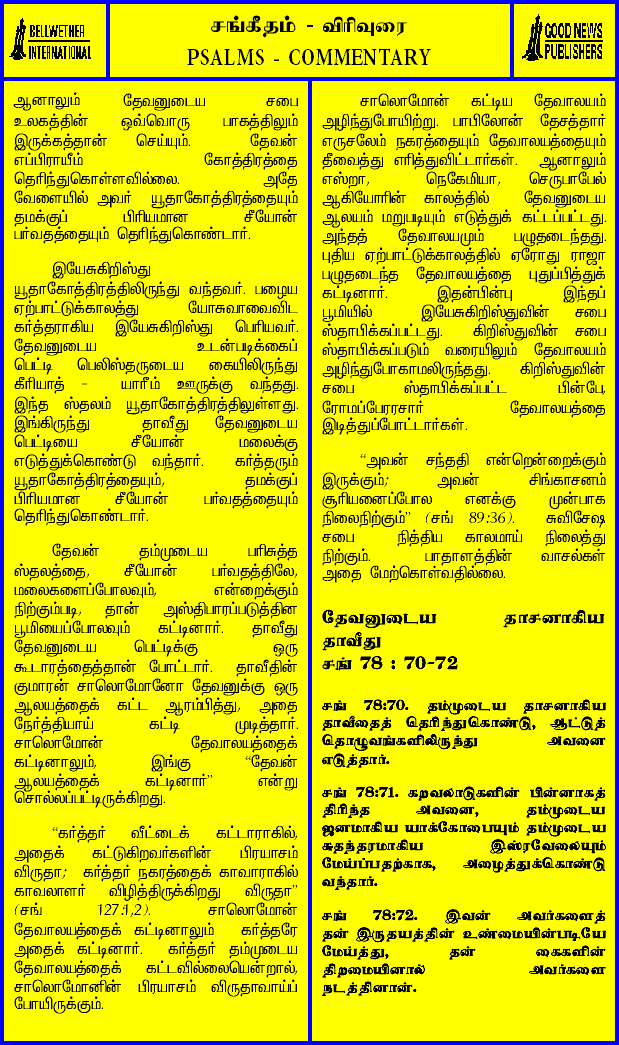 BELLWETHER
INTERNATIONAL
சங்கீதம் - விரிவுரை
PSALMS - COMMENTARY
GOOD NEWS
PUBLISHERS
ஆனாலும் தேவனுடைய சபை
உலகத்தின் ஒவ்வொரு பாகத்திலும்
இருக்கத்தான் செய்யும். தேவன்
எப்பிராயீம் கோத்திரத்தை
தெரிந்துகொள்ளவில்லை. அதே
வேளையில் அவர் யூதாகோத்திரத்தையும்
தமக்குப் பிரியமான சீயோன்
பர்வதத்தையும் தெரிந்துகொண்டார்.
இயேசுகிறிஸ்து
யூதாகோத்திரத்திலிருந்து வந்தவர். பழைய
ஏற்பாட்டுக்காலத்து யோசுவாவைவிட
கர்த்தராகிய இயேசுகிறிஸ்து பெரியவர்.
தேவனுடைய உடன்படிக்கைப்
பெட்டி பெலிஸ்தருடைய கையிலிருந்து
கீரியாத் - யாரீம் ஊருக்கு வந்தது.
இந்த ஸ்தலம் யூதாகோத்திரத்திலுள்ளது.
இங்கிருந்து தாவீது தேவனுடைய
பெட்டியை சீயோன் மலைக்கு
எடுத்துக்கொண்டு வந்தார். கர்த்தரும்
யூதாகோத்திரத்தையும், தமக்குப்
பிரியமான சீயோன் பர்வதத்தையும்
தெரிந்துகொண்டார்.
தேவன் தம்முடைய பரிசுத்த
ஸ்தலத்தை, சீயோன் பர்வதத்திலே,
மலைகளைப்போலவும், என்றைக்கும்
நிற்கும்படி, தான் அஸ்திபாரப்படுத்தின
பூமியைப்போலவும் கட்டினார். தாவீது
தேவனுடைய பெட்டிக்கு ஒரு
கூடாரத்தைத்தான் போட்டார். தாவீதின்
குமாரன் சாலொமோனோ தேவனுக்கு ஒரு
ஆலயத்தைக் கட்ட ஆரம்பித்து, அதை
நேர்த்தியாய் கட்டி முடித்தார்.
சாலொமோன் தேவாலயத்தைக்
கட்டினாலும், இங்கு “தேவன்
ஆலயத்தைக் கட்டினார்” என்று
சொல்லப்பட்டிருக்கிறது.
“கர்த்தர் வீட்டைக் கட்டாராகில்,
அதைக் கட்டுகிறவர்களின் பிரயாசம்
விருதா; கர்த்தர் நகரத்தைக் காவாராகில்
காவலாளர் விழித்திருக்கிறது விருதா”
(சங் 127:1,2). சாலொமோன்
தேவாலயத்தைக் கட்டினாலும் கர்த்தரே
அதைக் கட்டினார். கர்த்தர் தம்முடைய
தேவாலயத்தைக் கட்டவில்லையென்றால்,
சாலொமோனின் பிரயாசம் விருதாவாய்ப்
போயிருக்கும்.
சாலொமோன் கட்டிய தேவாலயம்
அழிந்துபோயிற்று. பாபிலோன் தேசத்தார்
எருசலேம் நகரத்தையும் தேவாலயத்தையும்
தீவைத்து எரித்துவிட்டார்கள். ஆனாலும்
எஸ்றா, நெகேமியா, செருபாபேல்
ஆகியோரின் காலத்தில் தேவனுடைய
ஆலயம் மறுபடியும் எடுத்துக் கட்டப்பட்டது.
அந்தத் தேவாலயமும் பழுதடைந்தது.
புதிய ஏற்பாட்டுக்காலத்தில் ஏரோது ராஜா
பழுதடைந்த தேவாலயத்தை புதுப்பித்துக்
கட்டினார். இதன்பின்பு இந்தப்
பூமியில் இயேசுகிறிஸ்துவின் சபை
ஸ்தாபிக்கப்பட்டது. கிறிஸ்துவின் சபை
ஸ்தாபிக்கப்படும் வரையிலும் தேவாலயம்
அழிந்துபோகாமலிருந்தது. கிறிஸ்துவின்
சபை ஸ்தாபிக்கப்பட்ட பின்பே,
ரோமப்பேரரசார் தேவாலயத்தை
இடித்துப்போட்டார்கள்.
“அவன் சந்ததி என்றென்றைக்கும்
இருக்கும்; அவன் சிங்காசனம்
சூரியனைப்போல எனக்கு முன்பாக
நிலைநிற்கும்” (சங் 89:36). சுவிசேஷ
சபை நித்திய காலமாய் நிலைத்து
நிற்கும். பாதாளத்தின் வாசல்கள்
அதை மேற்கொள்வதில்லை.
தேவனுடைய தாசனாகிய
தாவீது
சங் 78 : 70-72
சங் 78:70. தம்முடைய தாசனாகிய
தாவீதைத் தெரிந்துகொண்டு, ஆட்டுத்
தொழுவங்களிலிருந்து அவனை
எடுத்தார்.
சங் 78:71. கறவலாடுகளின் பின்னாகத்
திரிந்த அவனை, தம்முடைய
ஜனமாகிய யாக்கோபையும் தம்முடைய
சுதந்தரமாகிய இஸ்ரவேலையும்
மேய்ப்பதற்காக, அழைத்துக்கொண்டு
வந்தார்.
சங் 78:72. இவன் அவர்களைத்
தன் இருதயத்தின் உண்மையின்படியே
மேய்த்து, தன் கைகளின்
திறமையினால் அவர்களை
நடத்தினான்.